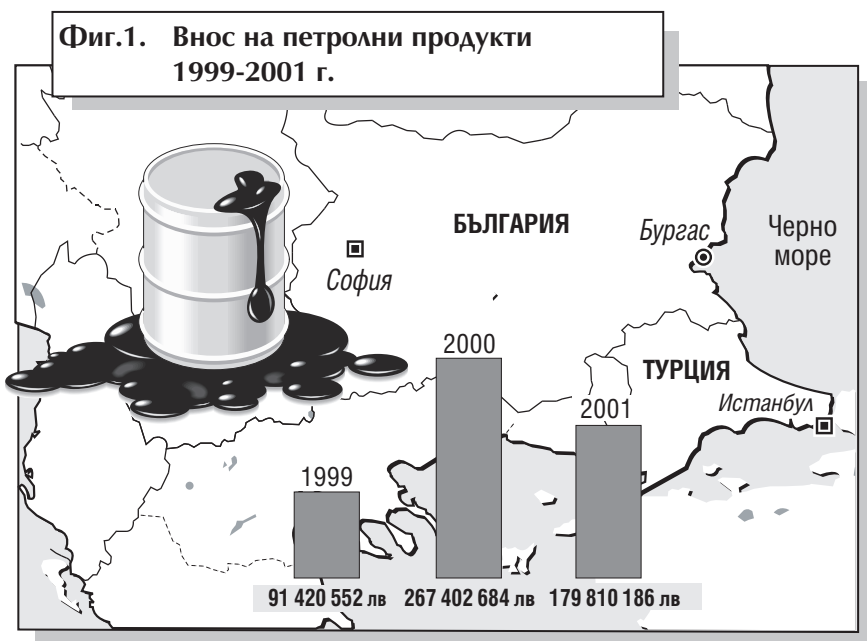 Фиг.1. Внос на петролни продукти
1999-2001 г.
БЪЛГАРИЯ
Бургас
Черно
море
София
2000
ТУРЦИЯ
Истанбул
2001
1999
91 420 552 лв 267 402 684 лв 179 810 186 лв